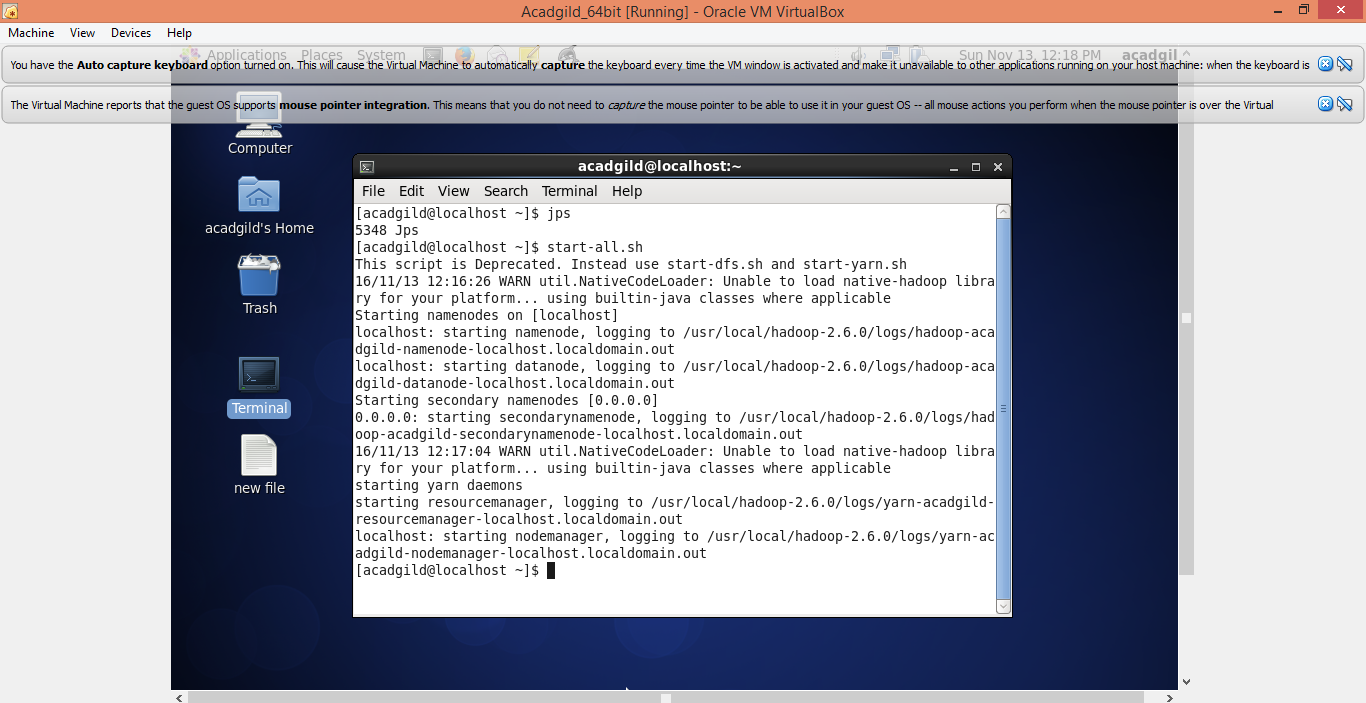 Acadgild_64bit [Running] - Oracle VM VirtualBox
Machine View Devices Help
Applications Places System Sun Nov 13, 12:18 PM acadgil
You have the Auto capture keyboard option turned on. This will cause the Virtual Machine to automatically capture the keyboard every time the VM window is activated and make it unavailable to other applications running on your host machine: when the keyboard is
The Virtual Machine reports that the guest OS supports mouse pointer integration. This means that you do not need to capture the mouse pointer to be able to use it in your guest OS -- all mouse actions you perform when the mouse pointer is over the Virtual
Computer
acadgild's Home
Trash
Terminal
new file
acadgild@localhost:~
File Edit View Search Terminal Help
[acadgild@localhost ~]$ jps
5348 Jps
[acadgild@localhost ~]$ start-all.sh
This script is Deprecated. Instead use start-dfs.sh and start-yarn.sh
16/11/13 12:16:26 WARN util.NativeCodeLoader: Unable to load native-hadoop libra
ry for your platform... using builtin-java classes where applicable
Starting namenodes on [localhost]
localhost: starting namenode, logging to /usr/local/hadoop-2.6.0/logs/hadoop-aca
dgild-namenode-localhost.localdomain.out
localhost: starting datanode, logging to /usr/local/hadoop-2.6.0/logs/hadoop-aca
dgild-datanode-localhost.localdomain.out
Starting secondary namenodes [0.0.0.0]
0.0.0.0: starting secondarynamenode, logging to /usr/local/hadoop-2.6.0/logs/had
oop-acadgild-secondarynamenode-localhost.localdomain.out
16/11/13 12:17:04 WARN util.NativeCodeLoader: Unable to load native-hadoop libra
ry for your platform... using builtin-java classes where applicable
starting yarn daemons
starting resourcemanager, logging to /usr/local/hadoop-2.6.0/logs/yarn-acadgild-
resourcemanager-localhost.localdomain.out
localhost: starting nodemanager, logging to /usr/local/hadoop-2.6.0/logs/yarn-ac
adgild-nodemanager-localhost.localdomain.out
[acadgild@localhost ~]$